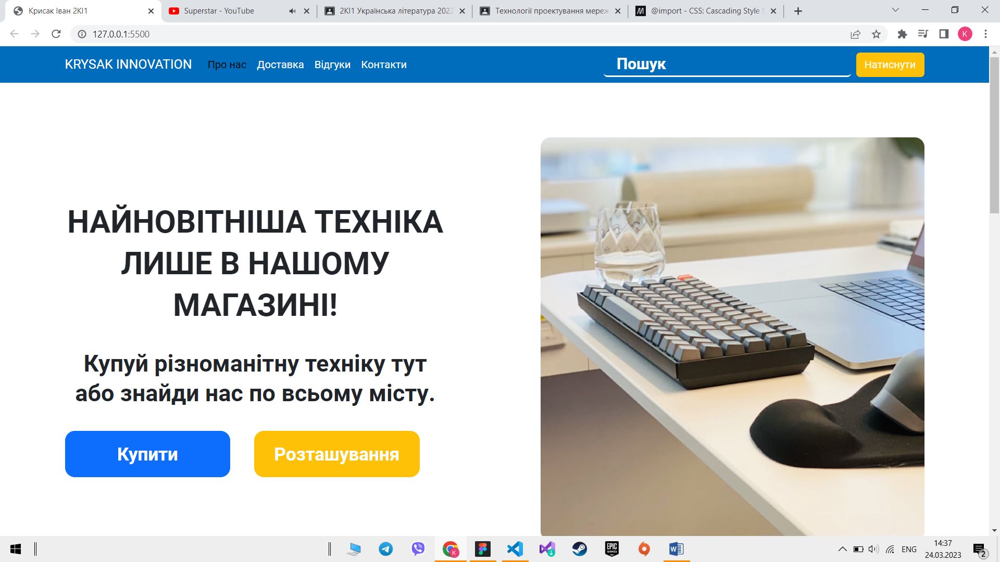 Крисак Іван 2КІ1
Superstar - YouTube
2КІ1 Українська література 2022
Технології проектування мереж
@import - CSS: Cascading Style S
127.0.0.1:5500
K
KRYSAK INNOVATION
Про нас
Доставка
Відгуки
Контакти
Пошук
Натиснути
НАЙНОВІТНІША ТЕХНІКА
ЛИШЕ В НАШОМУ
МАГАЗИНІ!
Купуй різноманітну техніку тут
або знайди нас по всьому місту.
Купити
Розташування
K
EPIC
GAMES
W
ENG
14:37
24.03.2023
2